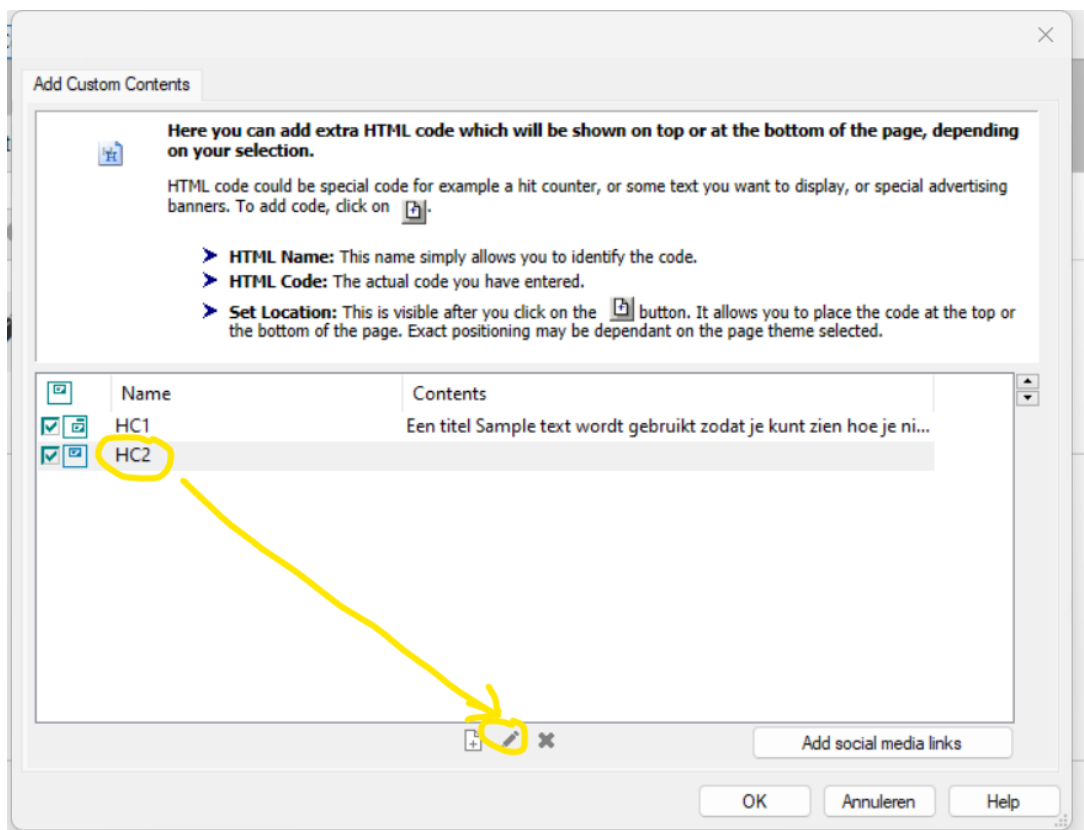 Add Custom Contents
Here you can add extra HTML code which will be shown on top or at the bottom of the page, depending
on your selection.
HTML code could be special code for example a hit counter, or some text you want to display, or special advertising
banners. To add code, click on .
HTML Name: This name simply allows you to identify the code.
HTML Code: The actual code you have entered.
Set Location: This is visible after you click on the button. It allows you to place the code at the top or
the bottom of the page. Exact positioning may be dependant on the page theme selected.
Name Contents
HC1 Een titel Sample text wordt gebruikt zodat je kunt zien hoe je ni...
HC2
Add social media links
OK Annuleren Help